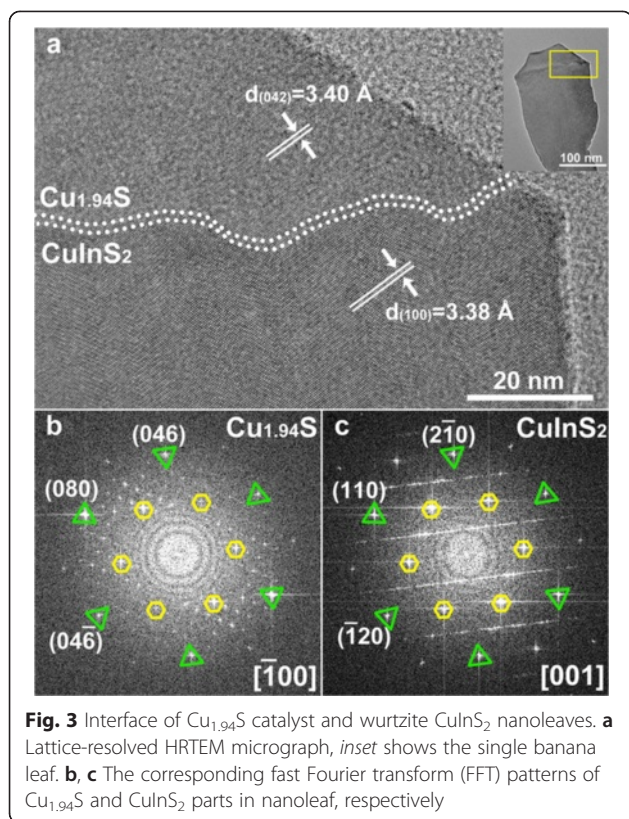 a
d(042)=3.40 Å
100 nm
Cu1.94S
CuInS2
d(100)=3.38 Å
20 nm
b
Cu1.94S
(046)
(080)
(046̅)
[1̅00]
c
CuInS2
(21̅0)
(110)
(1̅20)
[001]
Fig. 3 Interface of Cu1.94S catalyst and wurtzite CuInS2 nanoleaves. a
Lattice-resolved HRTEM micrograph, inset shows the single banana
leaf. b, c The corresponding fast Fourier transform (FFT) patterns of
Cu1.94S and CuInS2 parts in nanoleaf, respectively